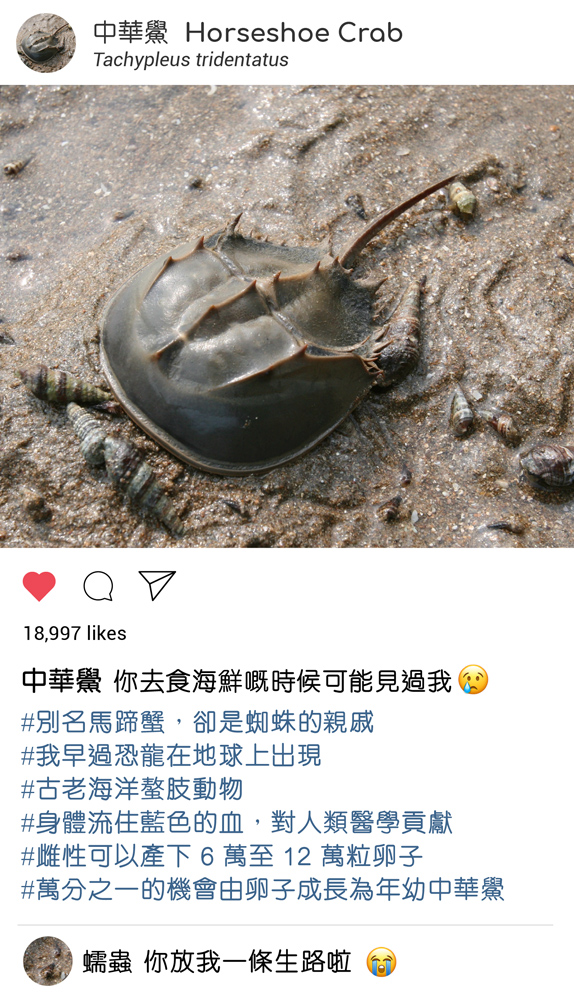 中華鱟 Horseshoe Crab
Tachypleus tridentatus
18,997 likes
中華鱟 你去食海鮮嘅時候可能見過我😢
#別名馬蹄蟹，卻是蜘蛛的親戚
#我早過恐龍在地球上出現
#古老海洋螯肢動物
#身體流住藍色的血，對人類醫學貢獻
#雌性可以產下 6 萬至 12 萬粒卵子
#萬分之一的機會由卵子成長為年幼中華鱟
蠕蟲 你放我一條生路啦 😭